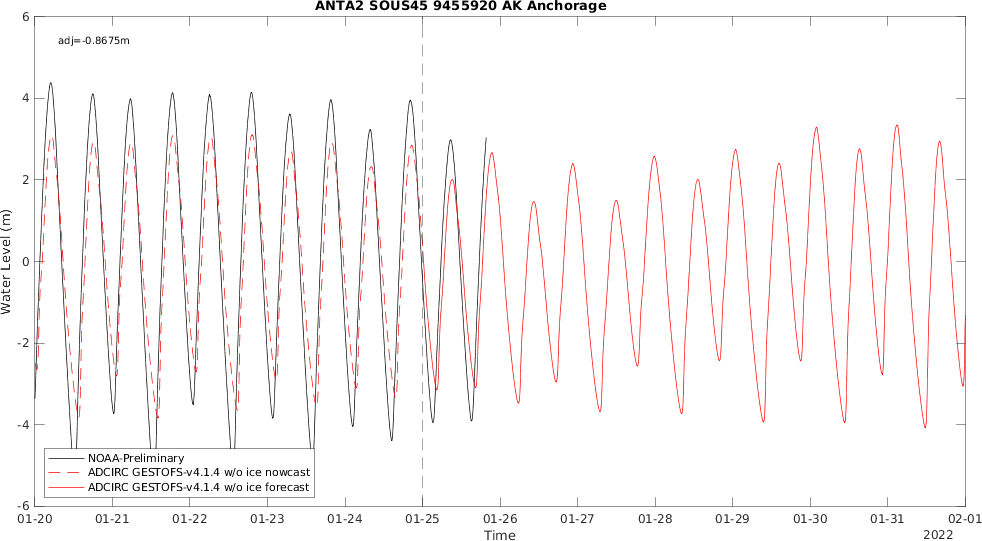 ANTA2 SOUS45 9455920 AK Anchorage
adj=-0.8675m
6
4
2
0
-2
-4
-6
Water Level (m)
NOAA-Preliminary
ADCIRC GESTOFS-v4.1.4 w/o ice nowcast
ADCIRC GESTOFS-v4.1.4 w/o ice forecast
01-20 01-21 01-22 01-23 01-24 01-25 01-26 01-27 01-28 01-29 01-30 01-31 02-01
Time
2022